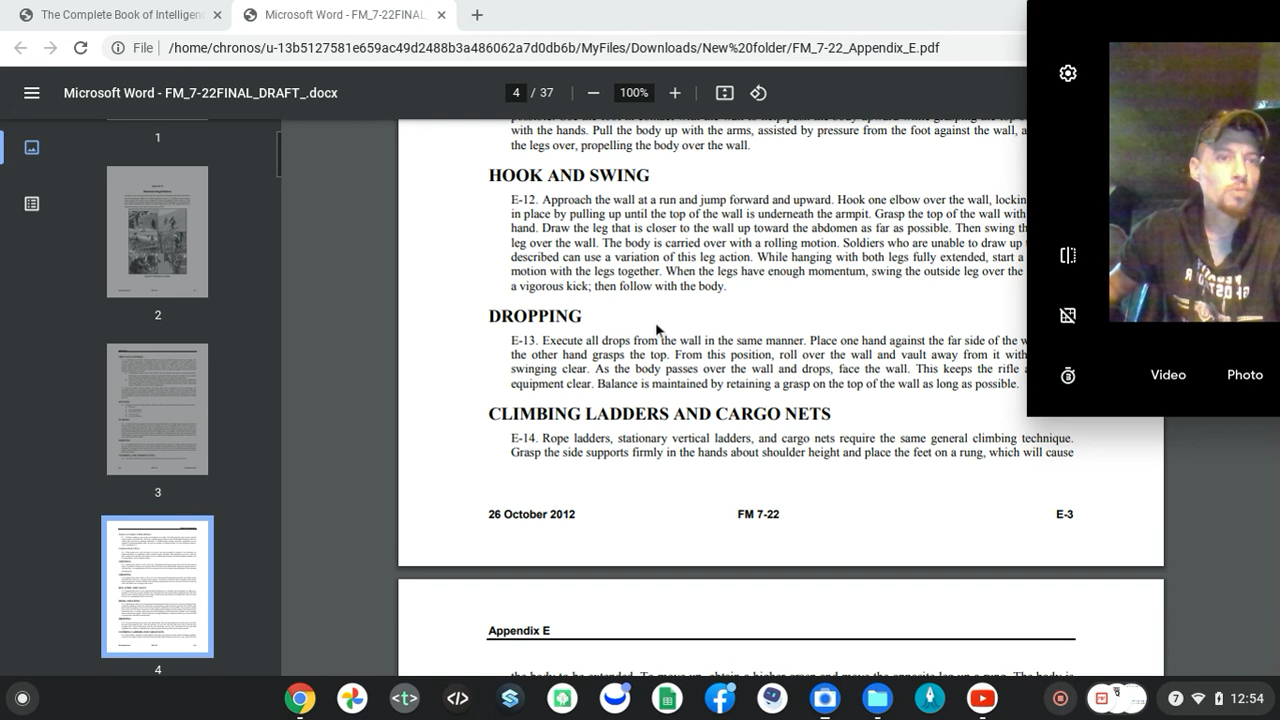 The Complete Book of Intelligen
Microsoft Word - FM_7-22FINAL_
File
/home/chronos/u-13b5127581e659ac49d2488b3a486062a7d0db6b/MyFiles/Downloads/New%20folder/FM_7-22_Appendix_E.pdf
Microsoft Word - FM_7-22FINAL_DRAFT_.docx
4 / 37
100%
1
2
3
4
with the hands. Pull the body up with the arms, assisted by pressure from the foot against the wall, a
the legs over, propelling the body over the wall.
HOOK AND SWING
E-12. Approach the wall at a run and jump forward and upward. Hook one elbow over the wall, lockin
in place by pulling up until the top of the wall is underneath the armpit. Grasp the top of the wall with
hand. Draw the leg that is closer to the wall up toward the abdomen as far as possible. Then swing th
leg over the wall. The body is carried over with a rolling motion. Soldiers who are unable to draw up
described can use a variation of this leg action. While hanging with both legs fully extended, start a
motion with the legs together. When the legs have enough momentum, swing the outside leg over the
a vigorous kick; then follow with the body.
DROPPING
E-13. Execute all drops from the wall in the same manner. Place one hand against the far side of the w
the other hand grasps the top. From this position, roll over the wall and vault away from it with
swinging clear. As the body passes over the wall and drops, face the wall. This keeps the rifle a
equipment clear. Balance is maintained by retaining a grasp on the top of the wall as long as possible.
CLIMBING LADDERS AND CARGO NETS
E-14. Rope ladders, stationary vertical ladders, and cargo nets require the same general climbing technique.
Grasp the side supports firmly in the hands about shoulder height and place the feet on a rung, which will cause
26 October 2012 FM 7-22 E-3
Appendix E
Video Photo
7 12:54